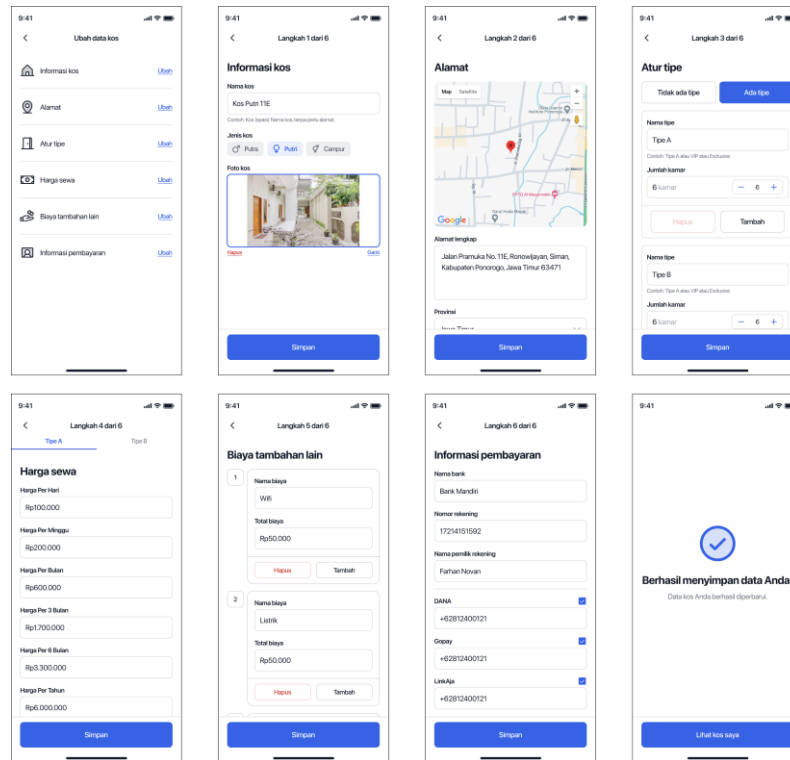 9:41
Ubah data kos
Informasi kos
Ubah
Alamat
Ubah
Atur tipe
Ubah
Harga sewa
Ubah
Biaya tambahan lain
Ubah
Informasi pembayaran
Ubah
9:41
Langkah 1 dari 6
Informasi kos
Nama kos
Kos Putri 11E
Contoh: Kos (spasi) Nama kos, tanpa perlu alamat.
Jenis kos
Putra
Putri
Campur
Foto kos
Hapus
Ganti
Simpan
9:41
Langkah 2 dari 6
Alamat
Map
Satellite
Google
Alamat lengkap
Jalan Pramuka No. 11E, Ronowijayan, Siman,
Kabupaten Ponorogo, Jawa Timur 63471
Provinsi
Jawa Timur
Simpan
9:41
Langkah 3 dari 6
Atur tipe
Tidak ada tipe
Ada tipe
Nama tipe
Tipe A
Contoh: Tipe A atau VIP atau Exclusive
Jumlah kamar
6 kamar
− 6 +
Hapus
Tambah
Nama tipe
Tipe B
Contoh: Tipe A atau VIP atau Exclusive
Jumlah kamar
6 kamar
− 6 +
Simpan
9:41
Langkah 4 dari 6
Tipe A
Tipe B
Harga sewa
Harga Per Hari
Rp100.000
Harga Per Minggu
Rp200.000
Harga Per Bulan
Rp600.000
Harga Per 3 Bulan
Rp1.700.000
Harga Per 6 Bulan
Rp3.300.000
Harga Per Tahun
Rp6.000.000
Simpan
9:41
Langkah 5 dari 6
Biaya tambahan lain
1
Nama biaya
Wifi
Total biaya
Rp50.000
Hapus
Tambah
2
Nama biaya
Listrik
Total biaya
Rp50.000
Hapus
Tambah
Simpan
9:41
Langkah 6 dari 6
Informasi pembayaran
Nama bank
Bank Mandiri
Nomor rekening
17214151592
Nama pemilik rekening
Farhan Novan
DANA
+62812400121
Gopay
+62812400121
LinkAja
+62812400121
Simpan
9:41
Berhasil menyimpan data Anda
Data kos Anda berhasil diperbarui.
Lihat kos saya